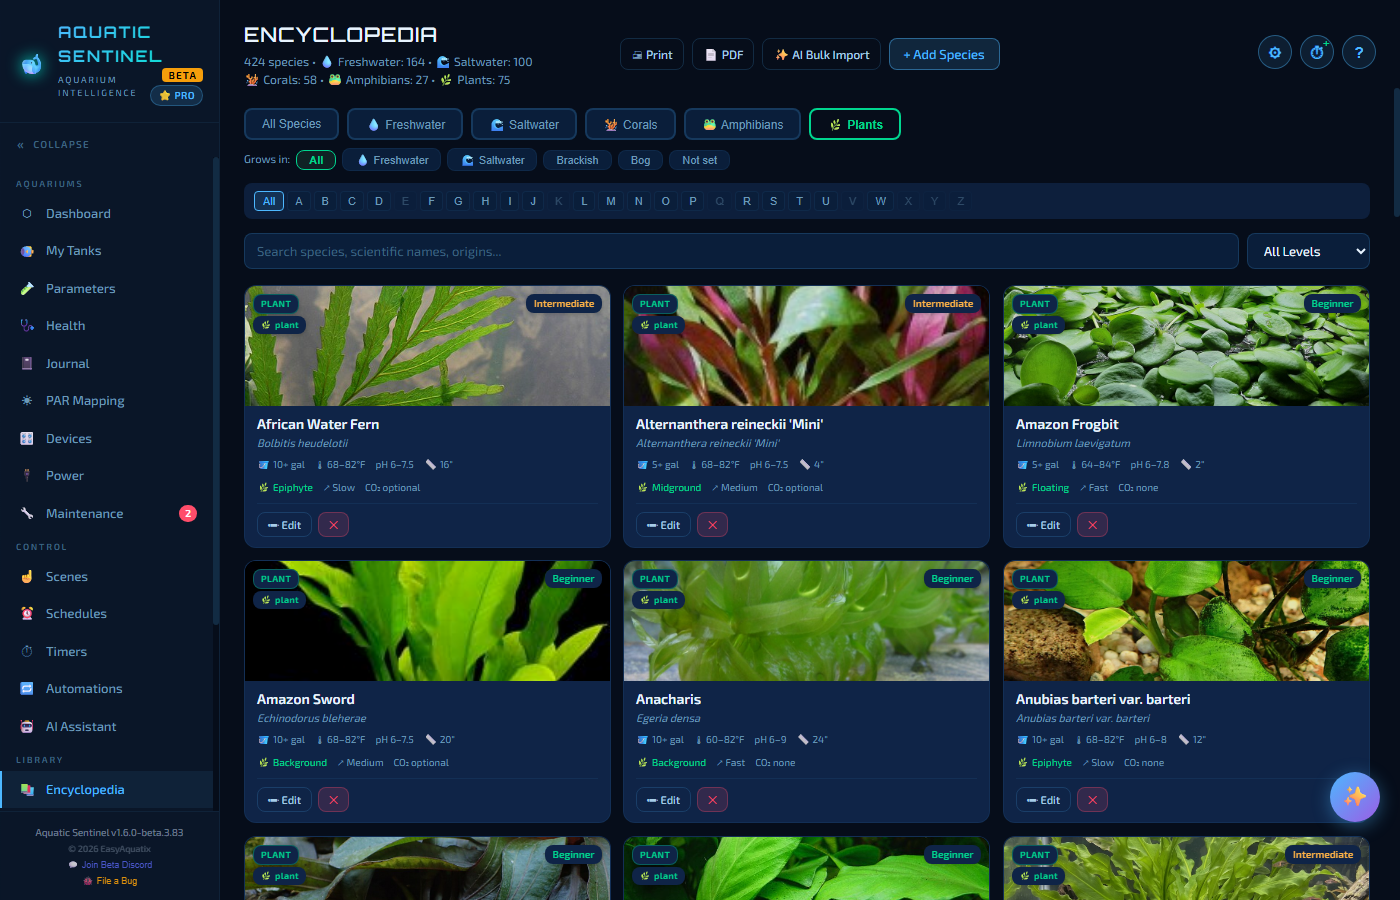 AQUATIC
SENTINEL
AQUARIUM
INTELLIGENCE
BETA
PRO
« COLLAPSE
AQUARIUMS
Dashboard
My Tanks
Parameters
Health
Journal
PAR Mapping
Devices
Power
Maintenance 2
CONTROL
Scenes
Schedules
Timers
Automations
AI Assistant
LIBRARY
Encyclopedia
Aquatic Sentinel v1.6.0-beta.3.83
© 2026 EasyAquatix
Join Beta Discord
File a Bug
ENCYCLOPEDIA
424 species • Freshwater: 164 • Saltwater: 100
Corals: 58 • Amphibians: 27 • Plants: 75
Print
PDF
AI Bulk Import
+ Add Species
?
All Species Freshwater Saltwater Corals Amphibians Plants
Grows in: All Freshwater Saltwater Brackish Bog Not set
All A B C D E F G H I J K L M N O P Q R S T U V W X Y Z
Search species, scientific names, origins...
All Levels
PLANT
plant
Intermediate
African Water Fern
Bolbitis heudelotii
10+ gal 68–82°F pH 6–7.5 16"
Epiphyte Slow CO₂ optional
Edit
PLANT
plant
Intermediate
Alternanthera reineckii 'Mini'
Alternanthera reineckii 'Mini'
5+ gal 68–82°F pH 6–7.5 4"
Midground Medium CO₂ optional
Edit
PLANT
plant
Beginner
Amazon Frogbit
Limnobium laevigatum
5+ gal 64–84°F pH 6–7.8 2"
Floating Fast CO₂ none
Edit
PLANT
plant
Beginner
Amazon Sword
Echinodorus bleherae
10+ gal 68–82°F pH 6–7.5 20"
Background Medium CO₂ optional
Edit
PLANT
plant
Beginner
Anacharis
Egeria densa
10+ gal 60–82°F pH 6–9 24"
Background Fast CO₂ none
Edit
PLANT
plant
Beginner
Anubias barteri var. barteri
Anubias barteri var. barteri
10+ gal 68–82°F pH 6–8 12"
Epiphyte Slow CO₂ none
Edit
PLANT
plant
Beginner
PLANT
plant
Beginner
PLANT
plant
Intermediate